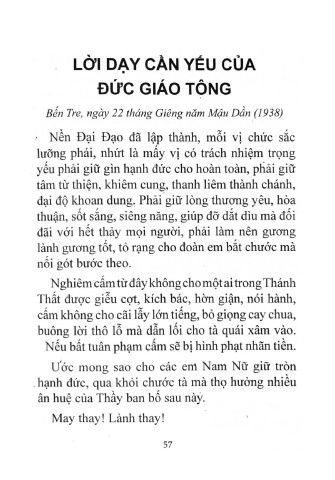 LỜI DẠY CẦN YẾU CỦA
ĐỨC GIÁO TÔNG
Bến Tre, ngày 22 tháng Giêng năm Mậu Dần (1938)
Nền Đại Đạo đã lập thành, mỗi vị chức sắc
lưỡng phái, nhứt là mấy vị có trách nhiệm trọng
yếu phải giữ gìn hạnh đức cho hoàn toàn, phải giữ
tâm từ thiện, khiêm cung, thanh liêm thành chánh,
đại độ khoan dung. Phải giữ lòng thương yêu, hòa
thuận, sốt sắng, siêng năng, giúp đỡ dắt dìu mà đối
đãi với hết thảy mọi người, phải làm nên gương
lành gương tốt, tỏ rạng cho đoàn em bắt chước mà
nối gót bước theo.
Nghiêm cấm từ đây không cho một ai trong Thánh
Thất được giễu cợt, kích bác, hờn giận, nói hành,
cấm không cho cãi lẫy lớn tiếng, bỏ giọng cay chua,
buông lời thô lỗ mà dẫn lối cho tà quái xâm vào.
Nếu bất tuân phạm cấm sẽ bị hình phạt nhãn tiền.
Ước mong sao cho các em Nam Nữ giữ tròn
hạnh đức, qua khỏi chước tà mà thọ hưởng nhiều
ân huệ của Thầy ban bố sau này.
May thay! Lành thay!
57